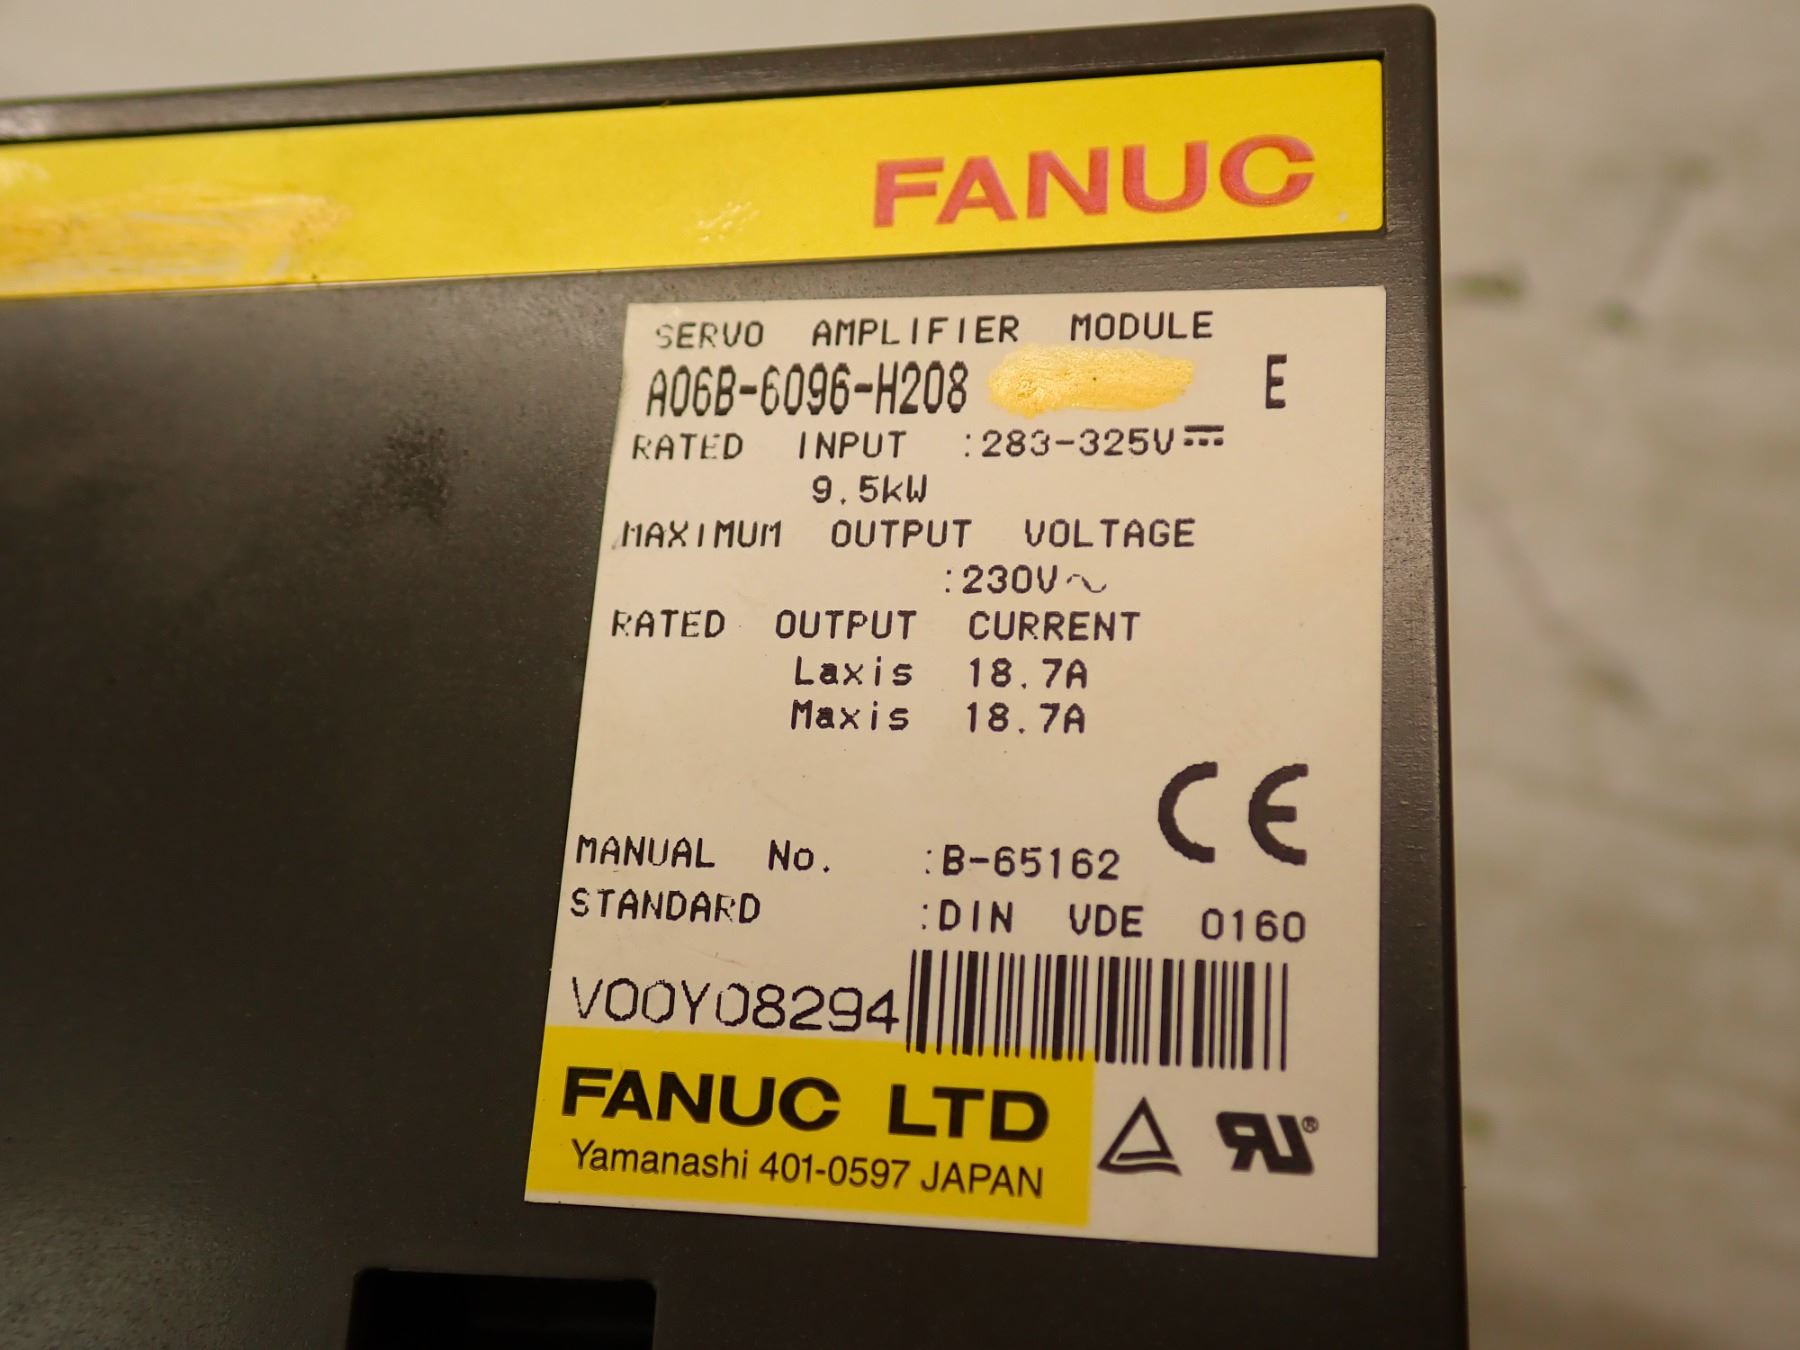 FANUC
SERVO AMPLIFIER MODULE
A06B-6096-H208 E
RATED INPUT :283-325V⎓
9.5kW
MAXIMUM OUTPUT VOLTAGE
:230V~
RATED OUTPUT CURRENT
Laxis 18.7A
Maxis 18.7A
CE
MANUAL No. :B-65162
STANDARD :DIN VDE 0160
V00Y08294
FANUC LTD
Yamanashi 401-0597 JAPAN
RU®